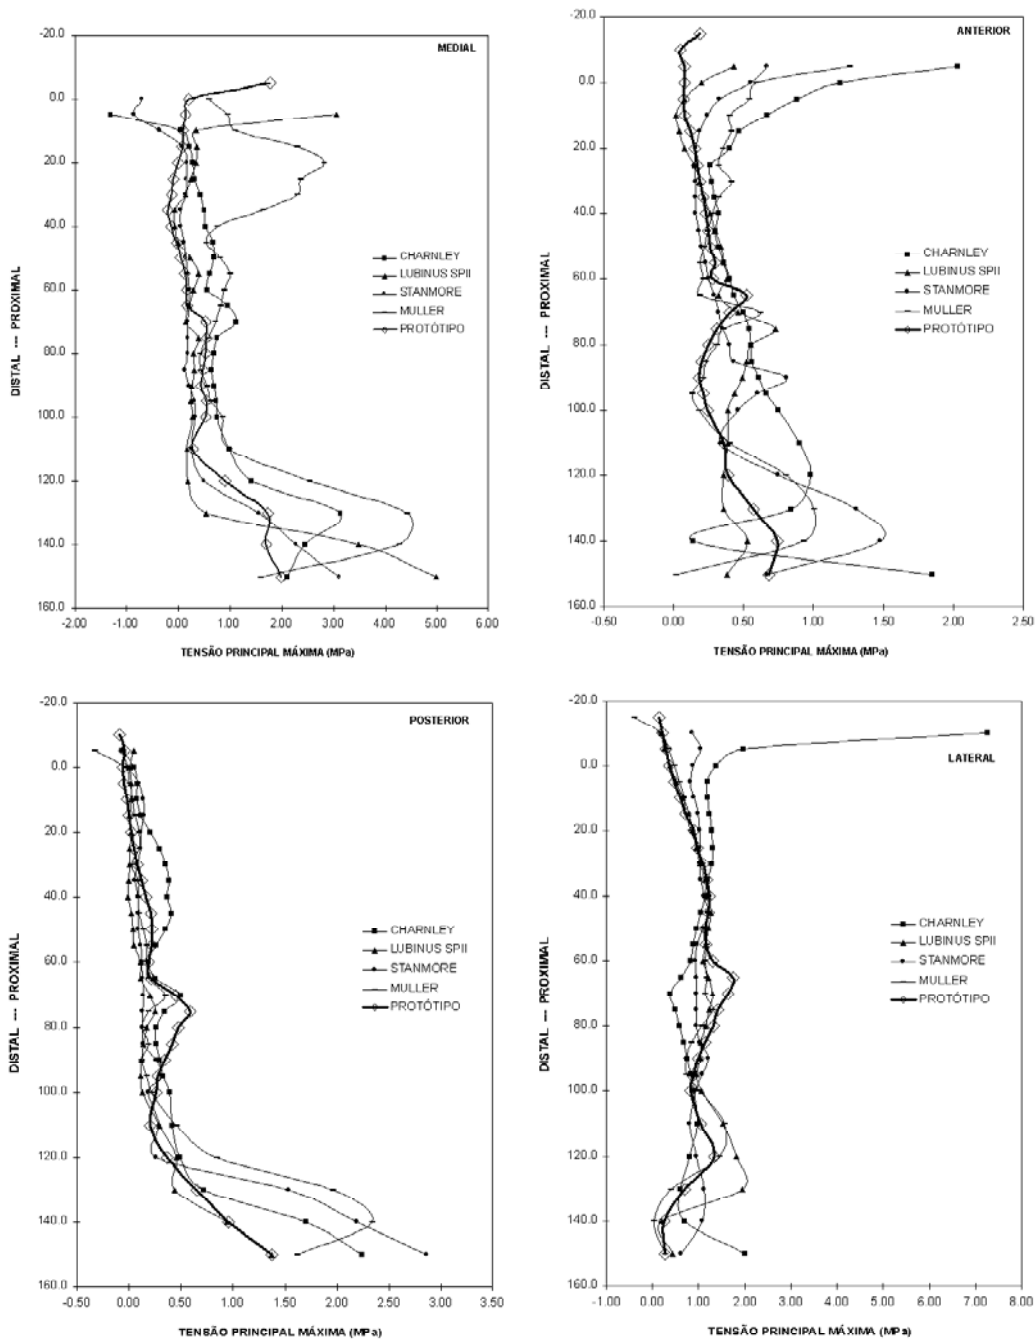 MEDIAL
DISTAL --- PROXIMAL
-20.0
0.0
20.0
40.0
60.0
80.0
100.0
120.0
140.0
160.0
CHARNLEY
LUBINUS SPII
STANMORE
MULLER
PROTÓTIPO
-2.00 -1.00 0.00 1.00 2.00 3.00 4.00 5.00 6.00
TENSÃO PRINCIPAL MÁXIMA (MPa)
ANTERIOR
DISTAL --- PROXIMAL
-20.0
0.0
20.0
40.0
60.0
80.0
100.0
120.0
140.0
160.0
CHARNLEY
LUBINUS SPII
STANMORE
MULLER
PROTÓTIPO
-0.50 0.00 0.50 1.00 1.50 2.00 2.50
TENSÃO PRINCIPAL MÁXIMA (MPa)
POSTERIOR
DISTAL --- PROXIMAL
-20.0
0.0
20.0
40.0
60.0
80.0
100.0
120.0
140.0
160.0
CHARNLEY
LUBINUS SPII
STANMORE
MULLER
PROTÓTIPO
-0.50 0.00 0.50 1.00 1.50 2.00 2.50 3.00 3.50
TENSÃO PRINCIPAL MÁXIMA (MPa)
LATERAL
DISTAL --- PROXIMAL
-20.0
0.0
20.0
40.0
60.0
80.0
100.0
120.0
140.0
160.0
CHARNLEY
LUBINUS SPII
STANMORE
MULLER
PROTÓTIPO
-1.00 0.00 1.00 2.00 3.00 4.00 5.00 6.00 7.00 8.00
TENSÃO PRINCIPAL MÁXIMA (MPa)